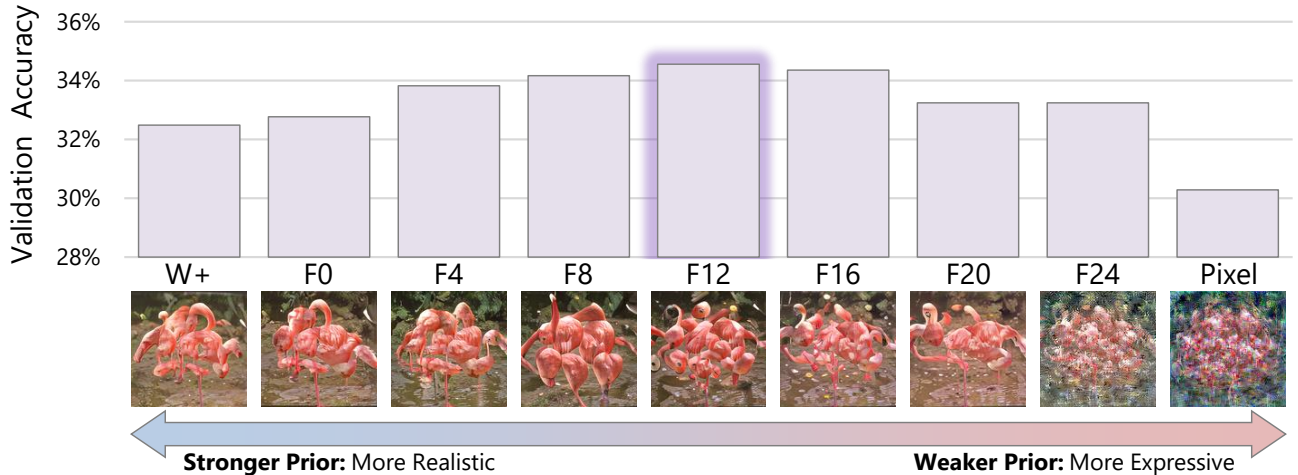 Validation Accuracy
36%
34%
32%
30%
28%
W+ F0 F4 F8 F12 F16 F20 F24 Pixel
Stronger Prior: More Realistic Weaker Prior: More Expressive